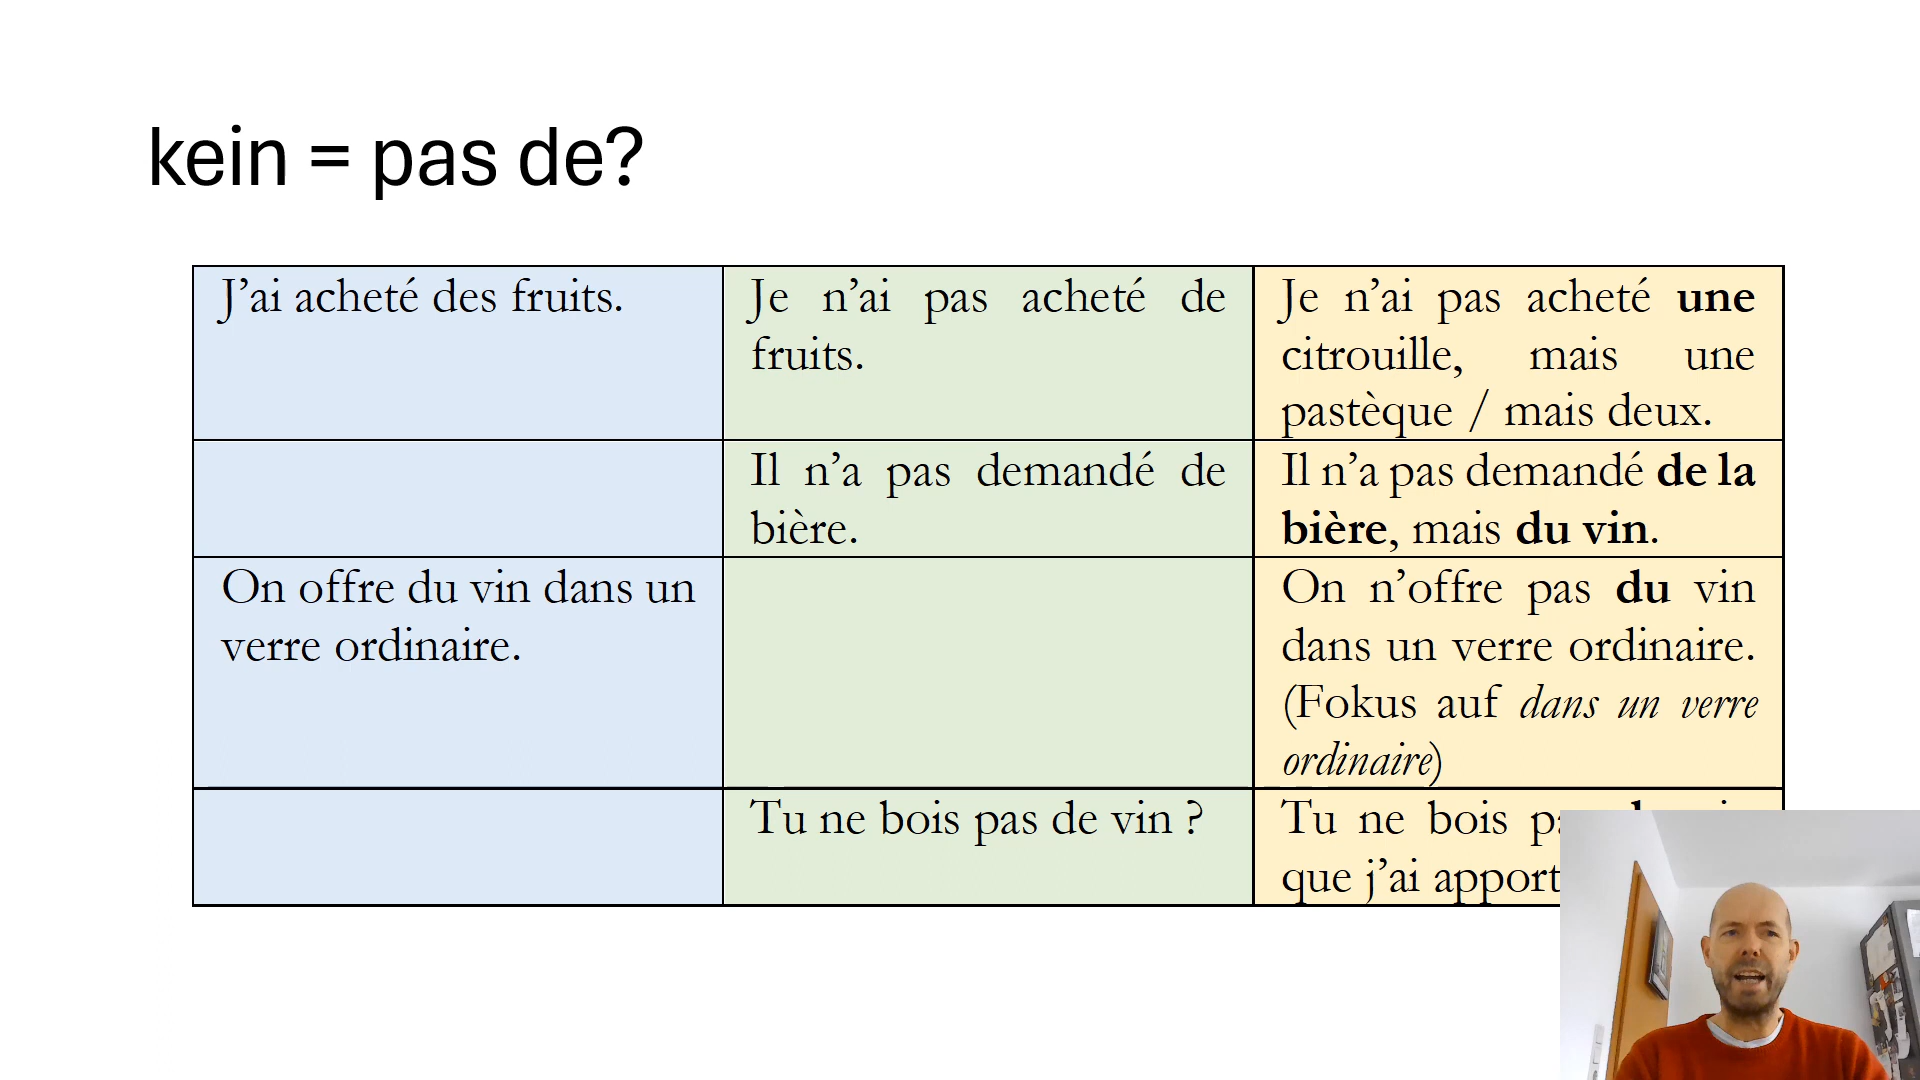 kein = pas de?
J’ai acheté des fruits.
Je n’ai pas acheté de
fruits.
Je n’ai pas acheté une
citrouille, mais une
pastèque / mais deux.
Il n’a pas demandé de
bière.
Il n’a pas demandé de la
bière, mais du vin.
On offre du vin dans un
verre ordinaire.
On n’offre pas du vin
dans un verre ordinaire.
(Fokus auf dans un verre
ordinaire)
Tu ne bois pas de vin ?
Tu ne bois
que j’ai